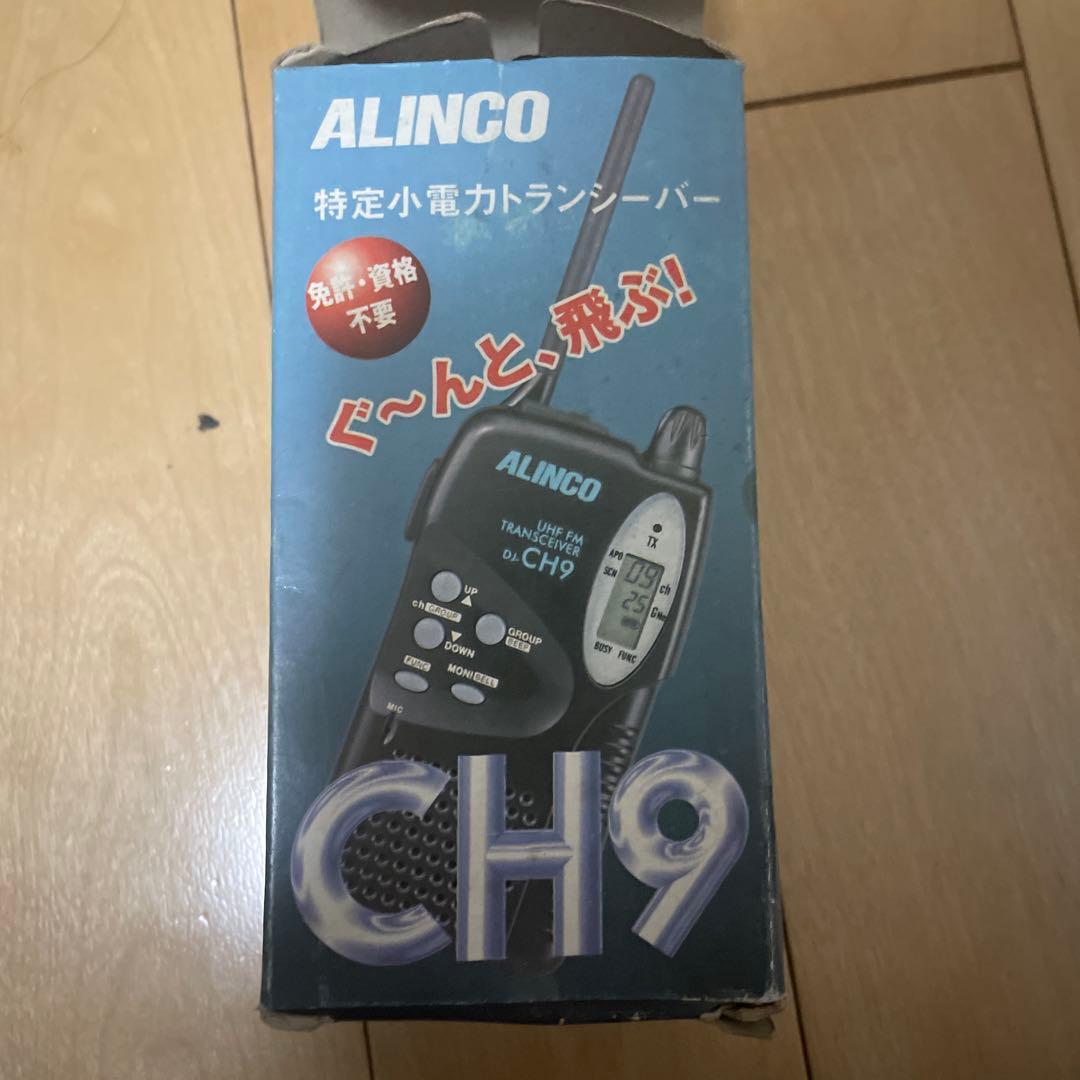 ALINCO
特定小電力トランシーバー
免許・資格
不要
ぐ～んと、飛ぶ!
ALINCO
UHF FM
TRANSCEIVER
DJ-CH9
TX
APO
SCN
09 ch
25 GNo
BUSY FUNC
UP
ch GROUP
DOWN
GROUP
BEEP
FUNC
MONI BELL
MIC
CH9